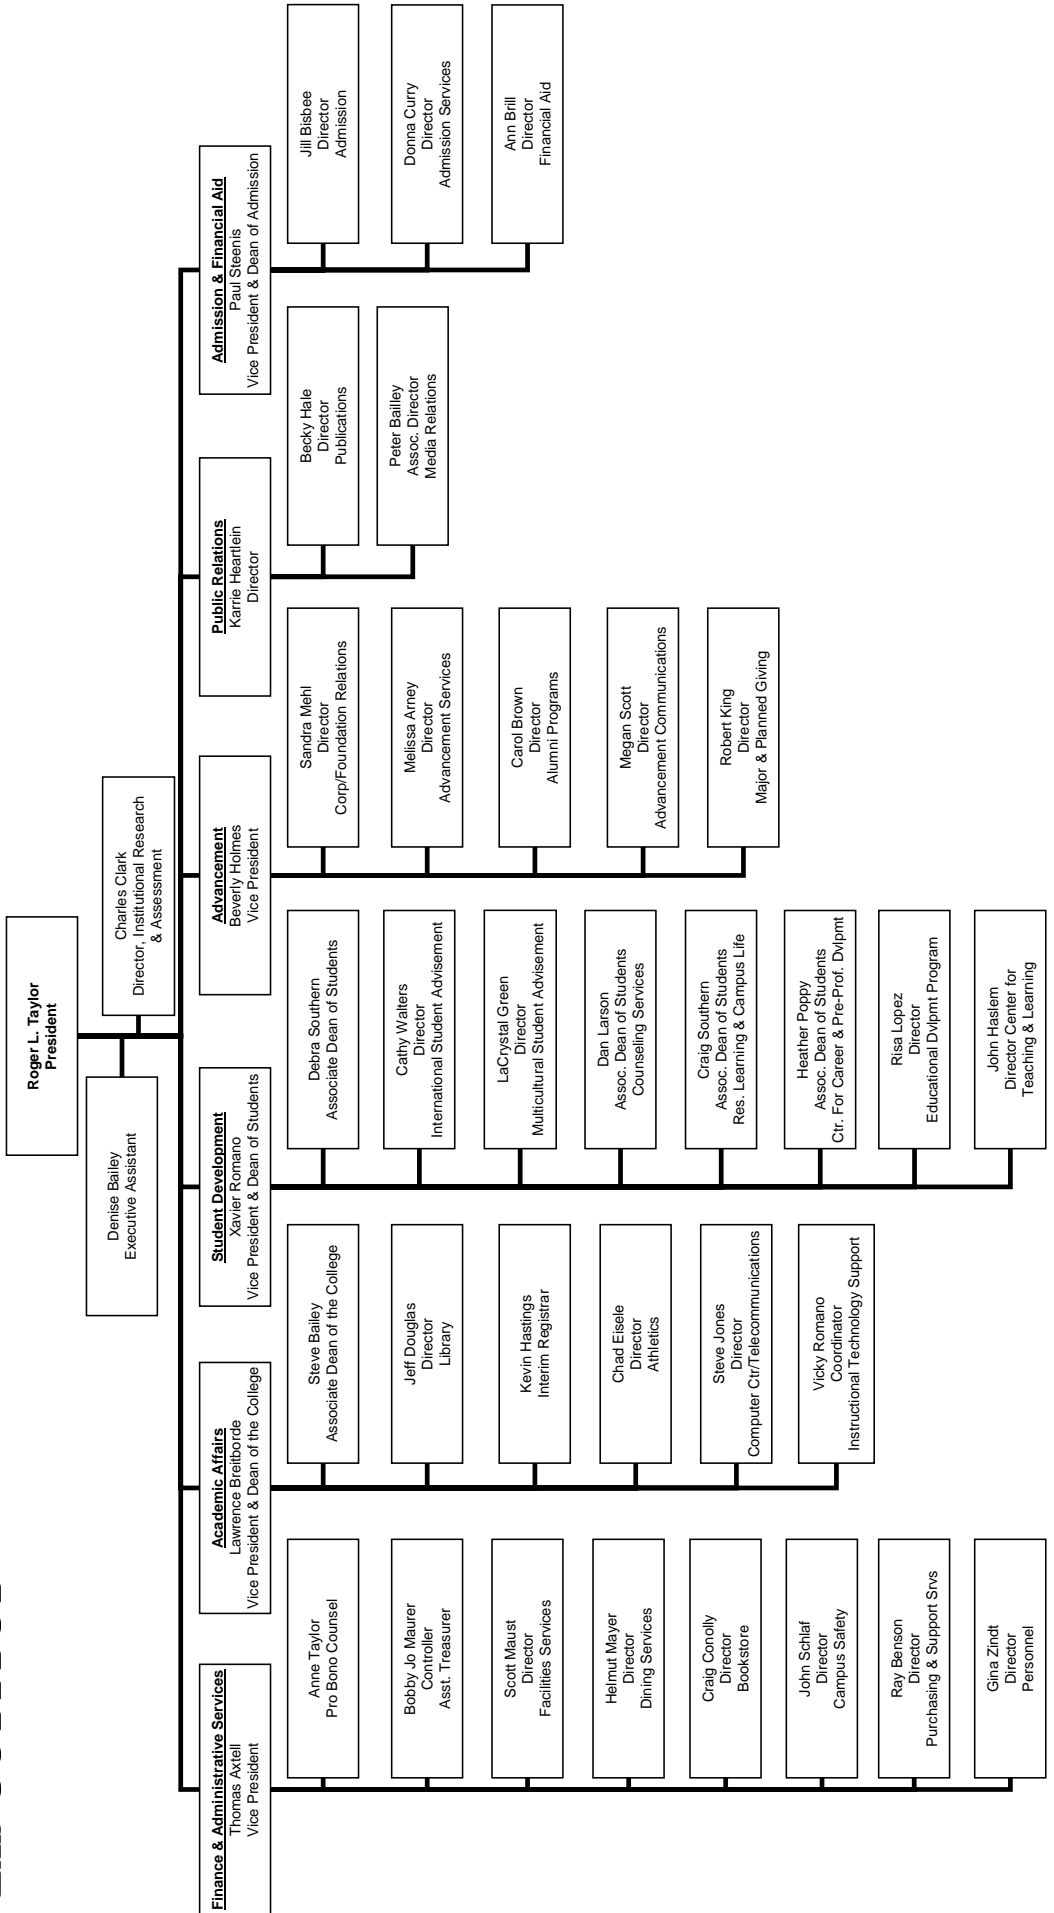 Roger L. Taylor
President
Denise Bailey
Executive Assistant
Charles Clark
Director, Institutional Research
& Assessment
Finance & Administrative Services
Thomas Axtell
Vice President
Anne Taylor
Pro Bono Counsel
Bobby Jo Maurer
Controller
Asst. Treasurer
Scott Maust
Director
Facilities Services
Helmut Mayer
Director
Dining Services
Craig Conolly
Director
Bookstore
John Schlaf
Director
Campus Safety
Ray Benson
Director
Purchasing & Support Srvs
Gina Zindt
Director
Personnel
Academic Affairs
Lawrence Breitborde
Vice President & Dean of the College
Steve Bailey
Associate Dean of the College
Jeff Douglas
Director
Library
Kevin Hastings
Interim Registrar
Chad Eisele
Director
Athletics
Steve Jones
Director
Computer Ctr/Telecommunications
Vicky Romano
Coordinator
Instructional Technology Support
Student Development
Xavier Romano
Vice President & Dean of Students
Debra Southern
Associate Dean of Students
Cathy Walters
Director
International Student Advisement
LaCrystal Green
Director
Multicultural Student Advisement
Dan Larson
Assoc. Dean of Students
Counseling Services
Craig Southern
Assoc. Dean of Students
Res. Learning & Campus Life
Heather Poppy
Assoc. Dean of Students
Ctr. For Career & Pre-Prof. Dvlpmt
Risa Lopez
Director
Educational Dvlpmt Program
John Haslem
Director Center for
Teaching & Learning
Advancement
Beverly Holmes
Vice President
Sandra Mehl
Director
Corp/Foundation Relations
Melissa Arney
Director
Advancement Services
Carol Brown
Director
Alumni Programs
Megan Scott
Director
Advancement Communications
Robert King
Director
Major & Planned Giving
Public Relations
Karrie Heartlein
Director
Becky Hale
Director
Publications
Peter Bailley
Assoc. Director
Media Relations
Admission & Financial Aid
Paul Steenis
Vice President & Dean of Admission
Jill Bisbee
Director
Admission
Donna Curry
Director
Admission Services
Ann Brill
Director
Financial Aid